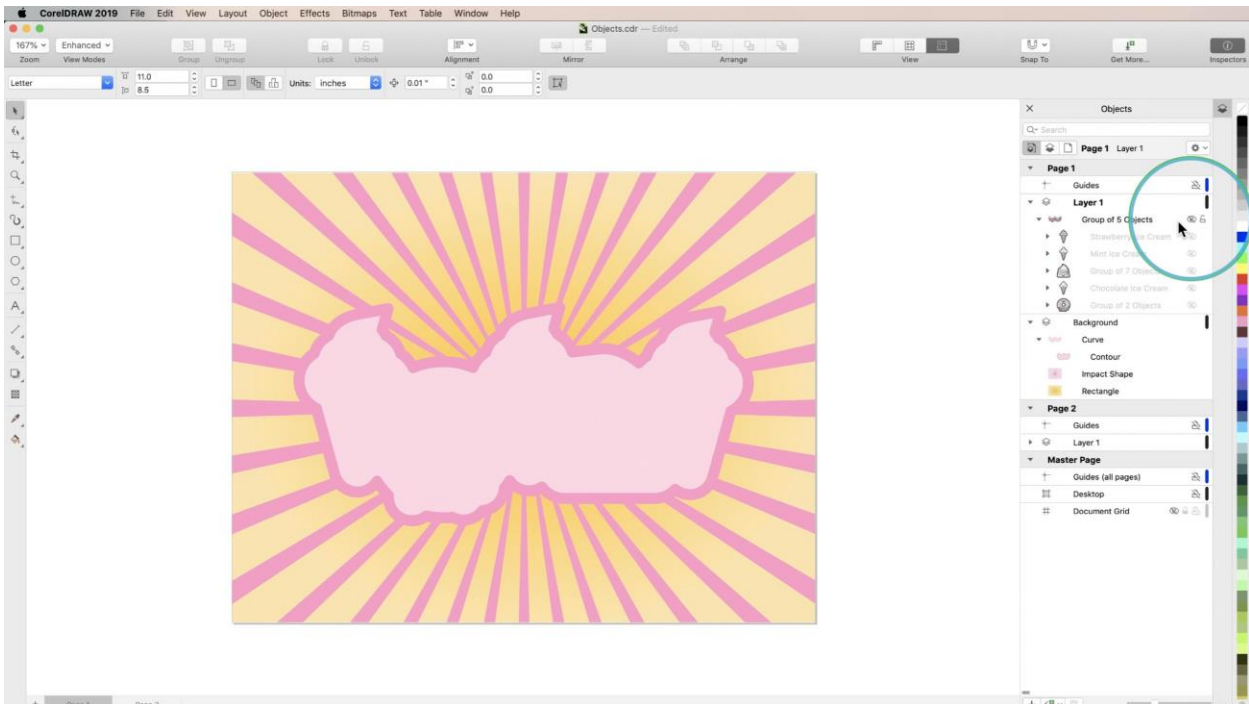 CorelDRAW 2019 File Edit View Layout Object Effects Bitmaps Text Table Window Help
Objects.cdr — Edited
167% Enhanced
Zoom View Modes Group Ungroup Lock Unlock Alignment Mirror Arrange View Snap To Get More... Inspectors
Letter 11.0 8.5 Units: inches 0.01 " 0.0 0.0
Objects
Search
Page 1 Layer 1
Page 1
Guides
Layer 1
Group of 5 Objects
Strawberry Ice Cream
Mint Ice Cream
Group of 7 Objects
Chocolate Ice Cream
Group of 2 Objects
Background
Curve
Contour
Impact Shape
Rectangle
Page 2
Guides
Layer 1
Master Page
Guides (all pages)
Desktop
Document Grid